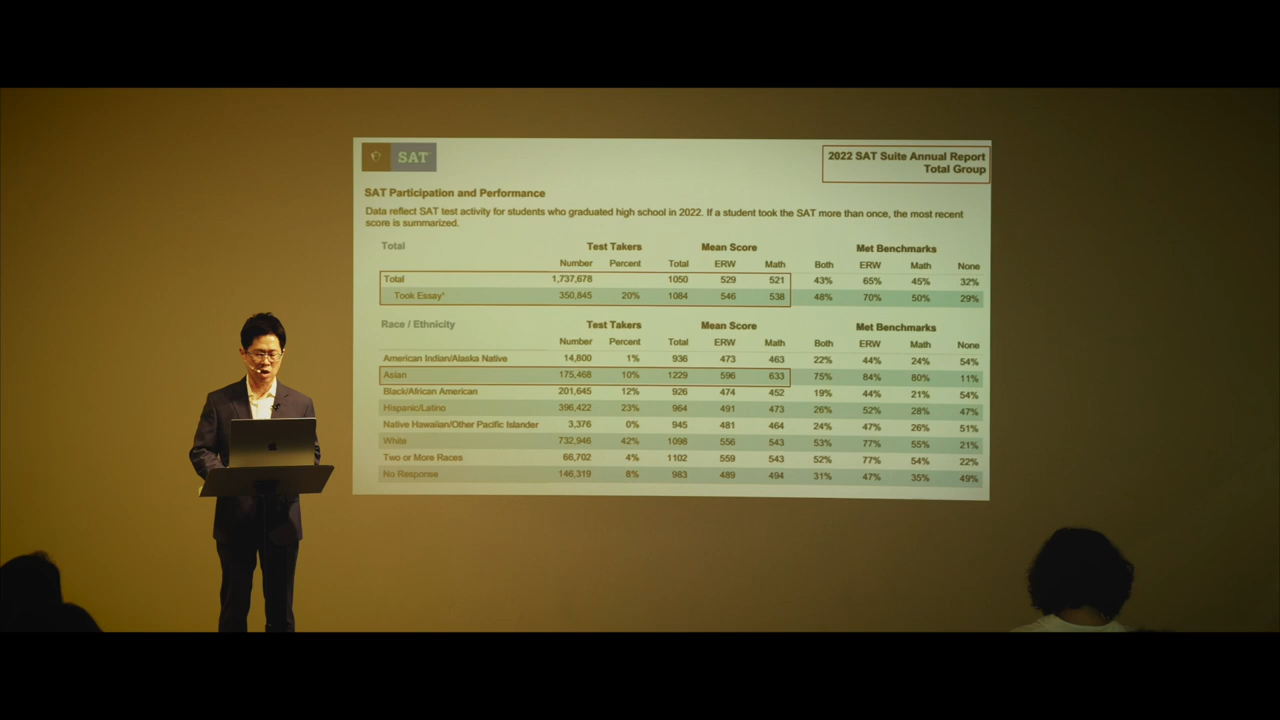 SAT
2022 SAT Suite Annual Report
Total Group
SAT Participation and Performance
Data reflect SAT test activity for students who graduated high school in 2022. If a student took the SAT more than once, the most recent
score is summarized.
Total Test Takers Mean Score Met Benchmarks
Number Percent Total ERW Math Both ERW Math None
Total 1,737,678 1050 529 521 43% 65% 45% 32%
Took Essay* 350,845 20% 1084 546 538 48% 70% 50% 29%
Race / Ethnicity Test Takers Mean Score Met Benchmarks
Number Percent Total ERW Math Both ERW Math None
American Indian/Alaska Native 14,800 1% 936 473 463 22% 44% 24% 54%
Asian 175,468 10% 1229 596 633 75% 84% 80% 11%
Black/African American 201,645 12% 926 474 452 19% 44% 21% 54%
Hispanic/Latino 396,422 23% 964 491 473 26% 52% 28% 47%
Native Hawaiian/Other Pacific Islander 3,376 0% 945 481 464 24% 47% 26% 51%
White 732,946 42% 1098 556 543 53% 77% 55% 21%
Two or More Races 66,702 4% 1102 559 543 52% 77% 54% 22%
No Response 146,319 8% 983 489 494 31% 47% 35% 49%